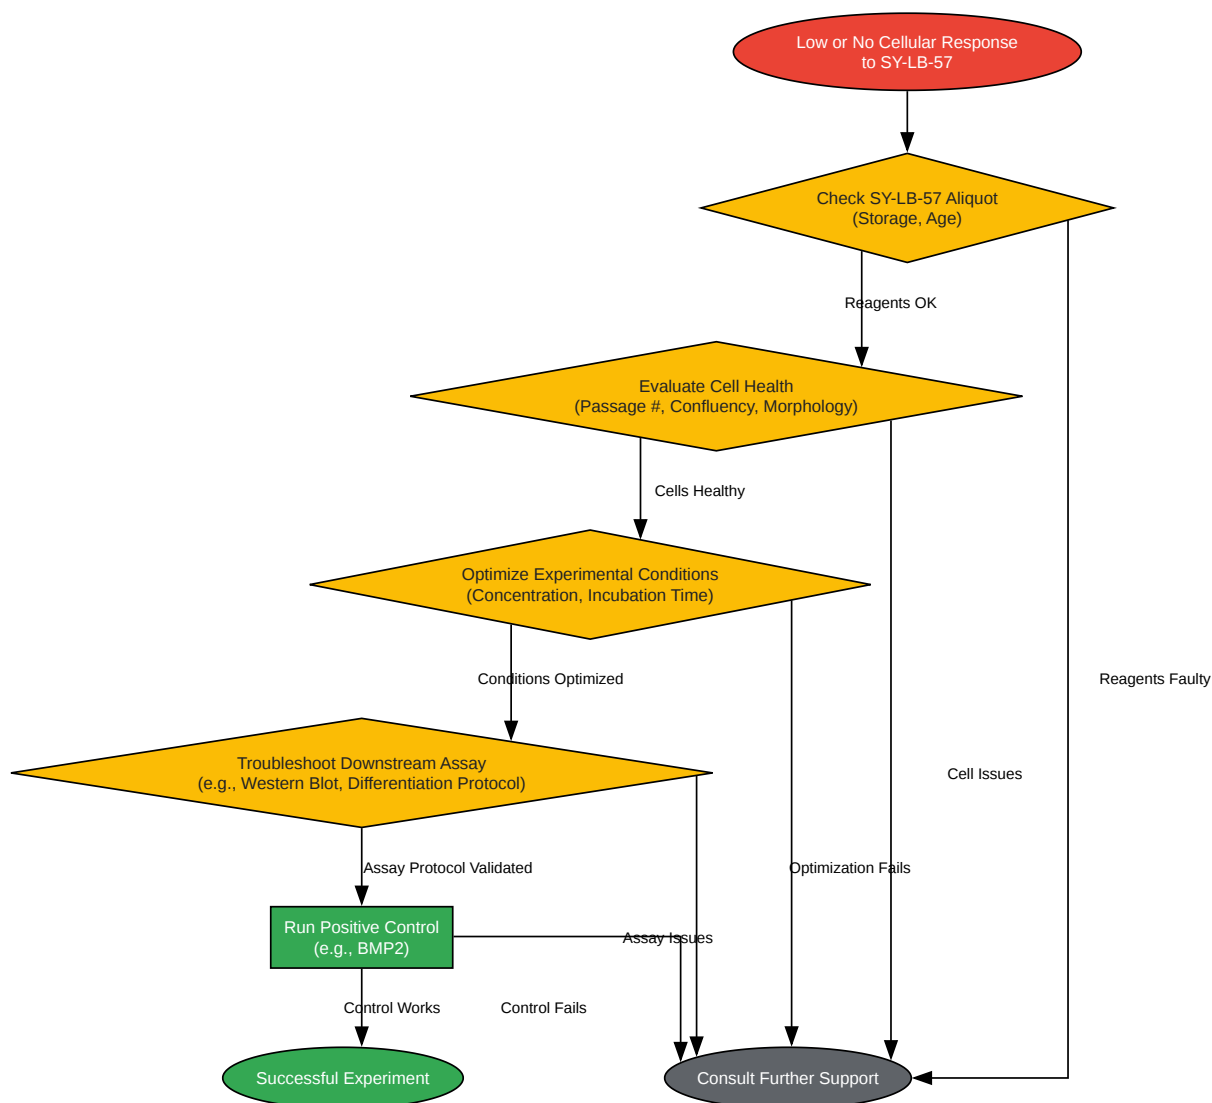 Low or No Cellular Response
to SY-LB-57
Check SY-LB-57 Aliquot
(Storage, Age)
Reagents OK
Evaluate Cell Health
(Passage #, Confluency, Morphology)
Cells Healthy
Optimize Experimental Conditions
(Concentration, Incubation Time)
Conditions Optimized
Reagents Faulty
Troubleshoot Downstream Assay
(e.g., Western Blot, Differentiation Protocol)
Cell Issues
Assay Protocol Validated
Optimization Fails
Run Positive Control
(e.g., BMP2)
Assay Issues
Control Works
Control Fails
Successful Experiment
Consult Further Support